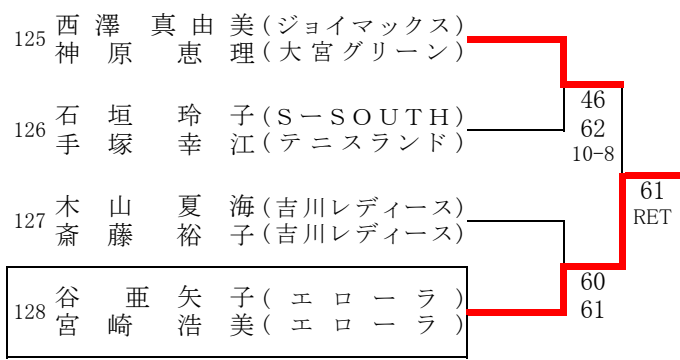 125 西澤 真由美(ジョイマックス)
神原 恵理(大宮グリーン)
46
62
10-8
126 石垣 玲子(S－SOUTH)
手塚 幸江(テニスランド)
61
RET
127 木山 夏海(吉川レディース)
斎藤 裕子(吉川レディース)
60
61
128 谷 亜矢子(エローラ)
宮崎 浩美(エローラ)